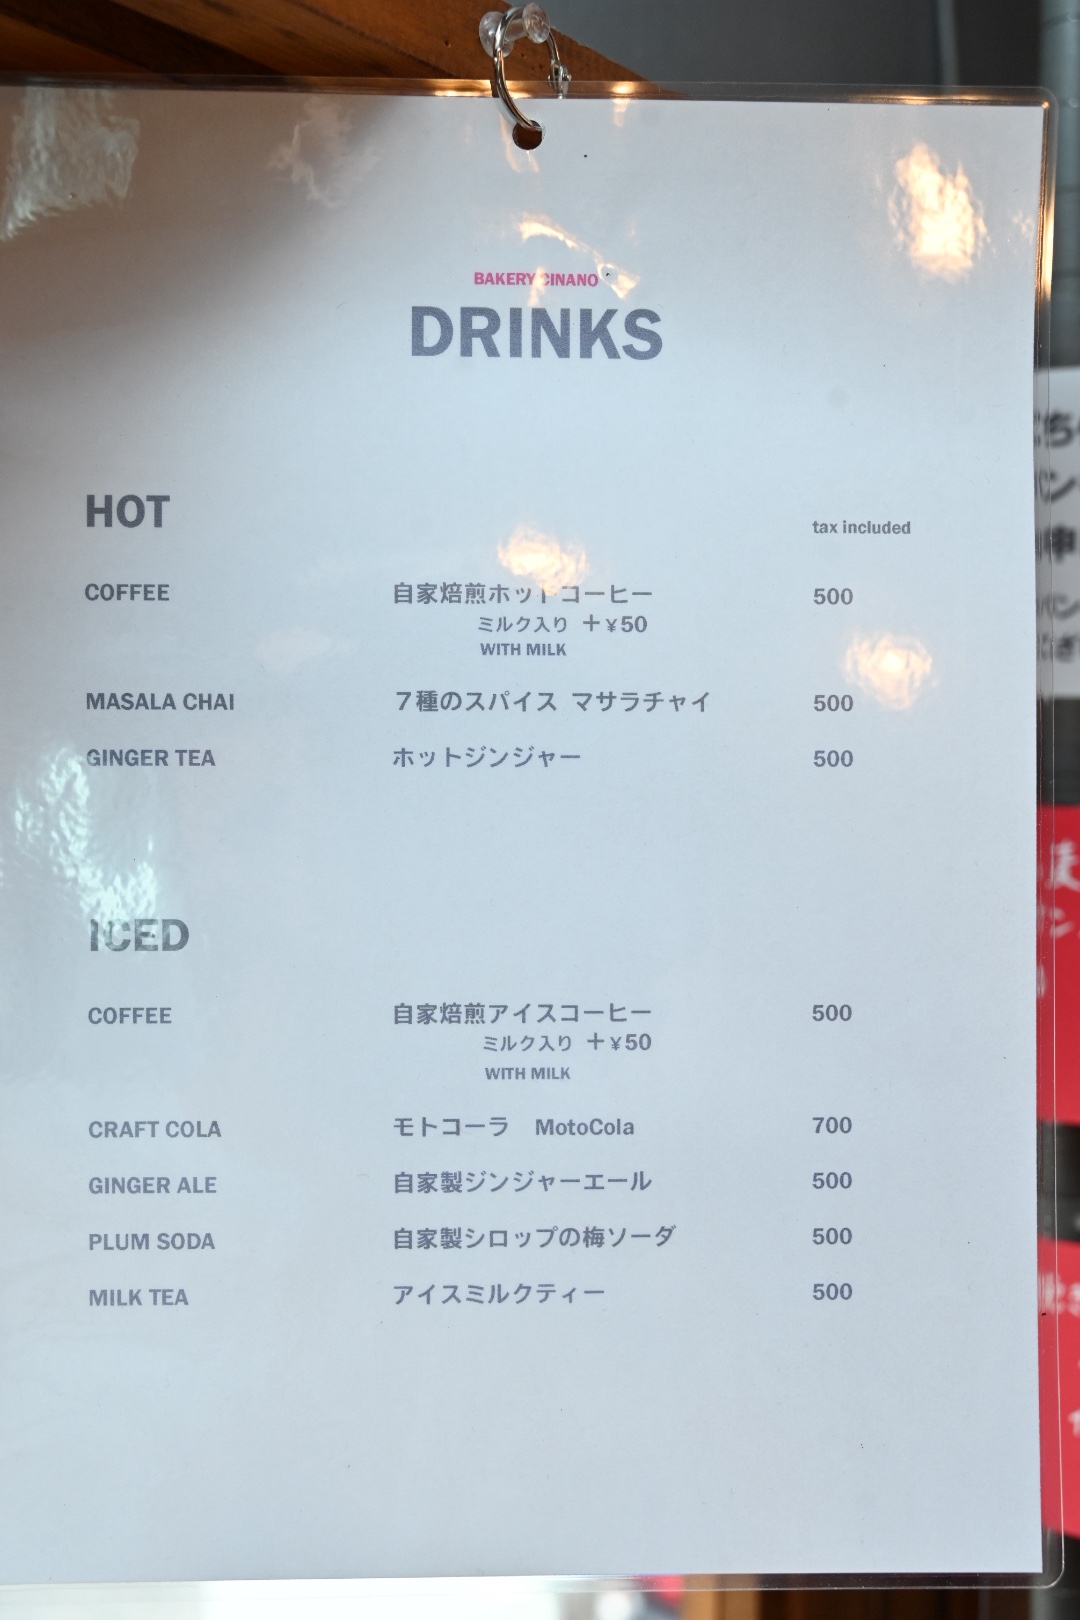 BAKERY CINANO
DRINKS
HOT
tax included
COFFEE 自家焙煎ホットコーヒー 500
ミルク入り +¥50
WITH MILK
MASALA CHAI 7種のスパイス マサラチャイ 500
GINGER TEA ホットジンジャー 500
ICED
COFFEE 自家焙煎アイスコーヒー 500
ミルク入り +¥50
WITH MILK
CRAFT COLA モトコーラ MotoCola 700
GINGER ALE 自家製ジンジャーエール 500
PLUM SODA 自家製シロップの梅ソーダ 500
MILK TEA アイスミルクティー 500